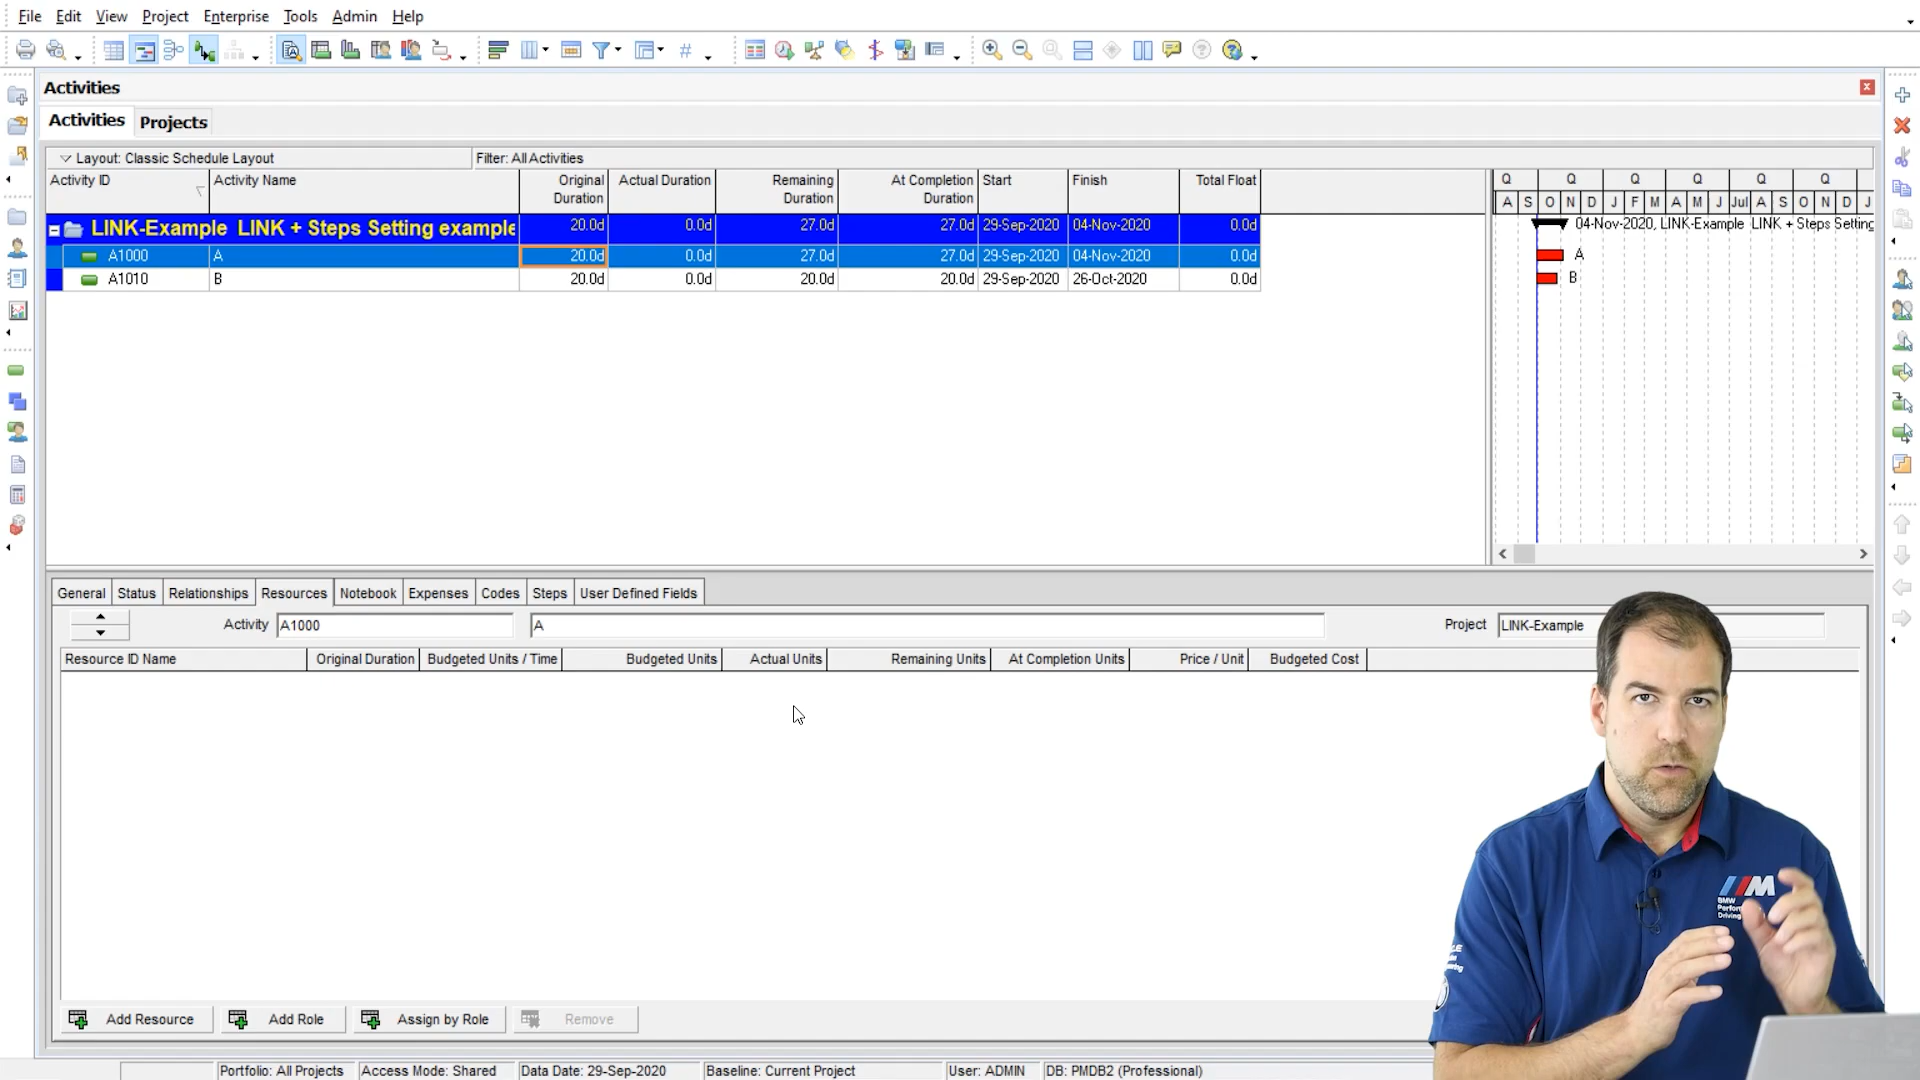 File Edit View Project Enterprise Tools Admin Help
Activities
Activities Projects
Layout: Classic Schedule Layout Filter: All Activities
Activity ID Activity Name Original Duration Actual Duration Remaining Duration At Completion Duration Start Finish Total Float
Q Q Q Q Q Q
A S O N D J F M A M J Jul A S O N D J
LINK-Example LINK + Steps Setting example 20.0d 0.0d 27.0d 27.0d 29-Sep-2020 04-Nov-2020 0.0d
04-Nov-2020, LINK-Example LINK + Steps Setting
A1000 A 20.0d 0.0d 27.0d 27.0d 29-Sep-2020 04-Nov-2020 0.0d A
A1010 B 20.0d 0.0d 20.0d 20.0d 29-Sep-2020 26-Oct-2020 0.0d B
General Status Relationships Resources Notebook Expenses Codes Steps User Defined Fields
Activity A1000 A Project LINK-Example
Resource ID Name Original Duration Budgeted Units / Time Budgeted Units Actual Units Remaining Units At Completion Units Price / Unit Budgeted Cost
M
BMW
Driving
Add Resource Add Role Assign by Role Remove
Portfolio: All Projects Access Mode: Shared Data Date: 29-Sep-2020 Baseline: Current Project User: ADMIN DB: PMDB2 (Professional)